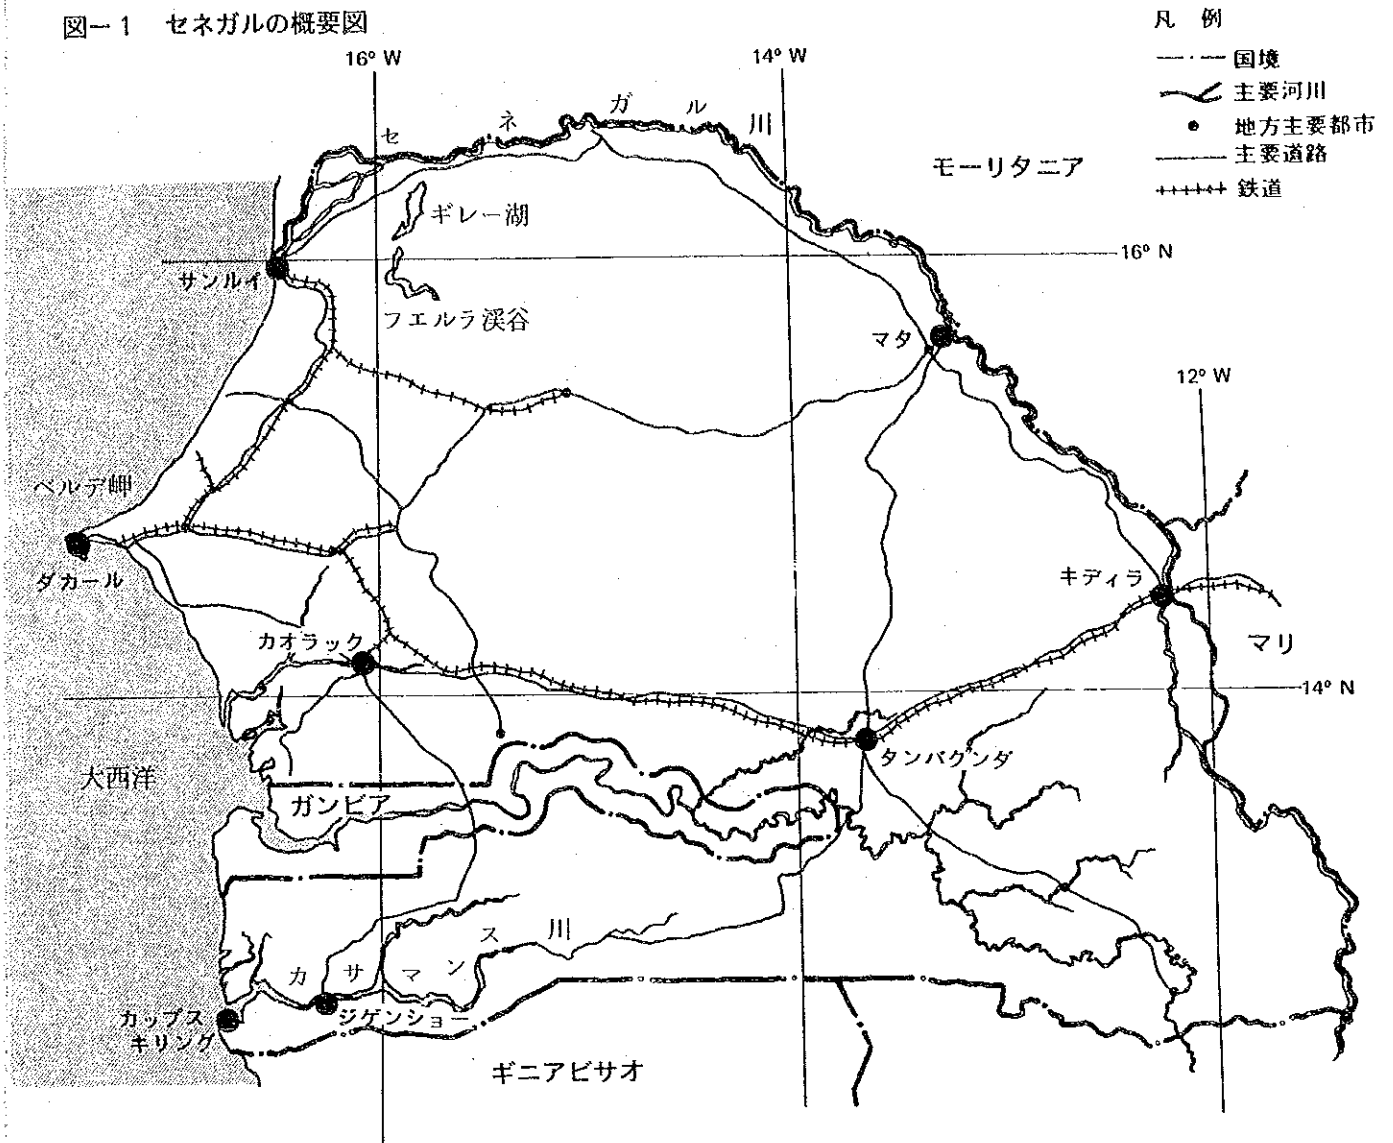 図ー1 セネガルの概要図
凡例
国境
主要河川
地方主要都市
主要道路
鉄道
16° W
14° W
セネガル川
モーリタニア
ギレー湖
16° N
サンルイ
フエルラ渓谷
マタ
12° W
ベルデ岬
ダカール
キディラ
カオラック
マリ
14° N
タンバクンダ
大西洋
ガンビア
カサマンス川
カップス
キリング
ジゲンショー
ギニアビサオ